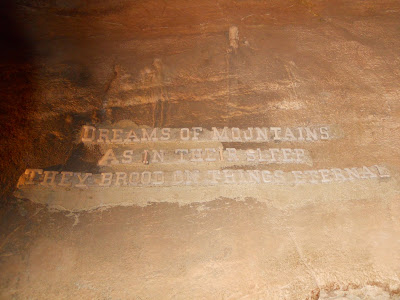 DREAMS OF MOUNTAINS
AS IN THEIR SLEEP
THEY BROOD ON THINGS ETERNAL